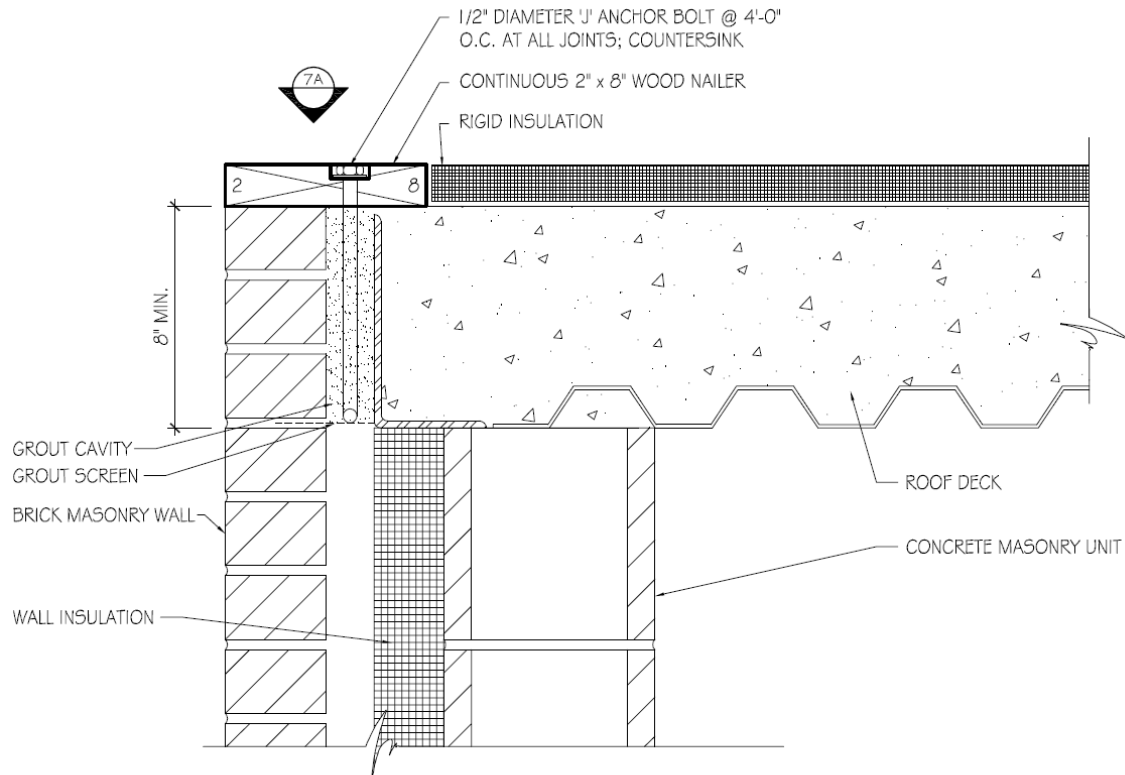 1/2" DIAMETER 'J' ANCHOR BOLT @ 4'-0"
O.C. AT ALL JOINTS; COUNTERSINK
7A
CONTINUOUS 2" x 8" WOOD NAILER
RIGID INSULATION
2
8
8" MIN.
GROUT CAVITY
GROUT SCREEN
ROOF DECK
BRICK MASONRY WALL
CONCRETE MASONRY UNIT
WALL INSULATION